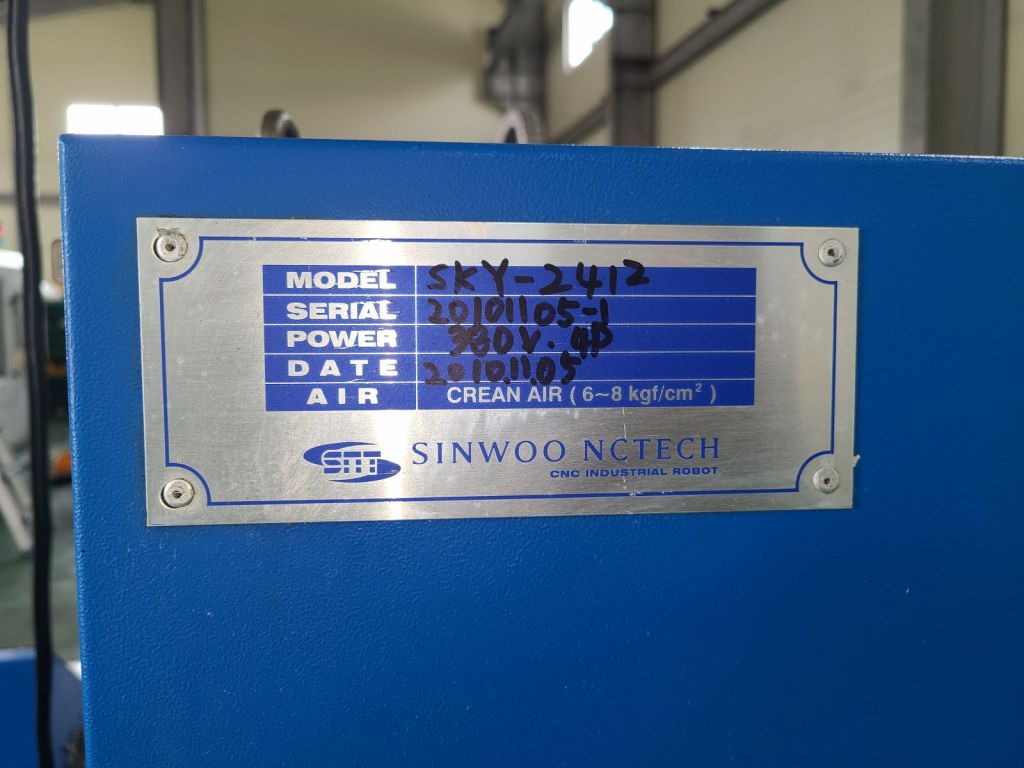 MODEL SKY-2412
SERIAL 20101105-1
POWER 380V. 4P
DATE 2010.11.05
AIR CREAN AIR ( 6~8 kgf/cm² )
SNT SINWOO NCTECH
CNC INDUSTRIAL ROBOT